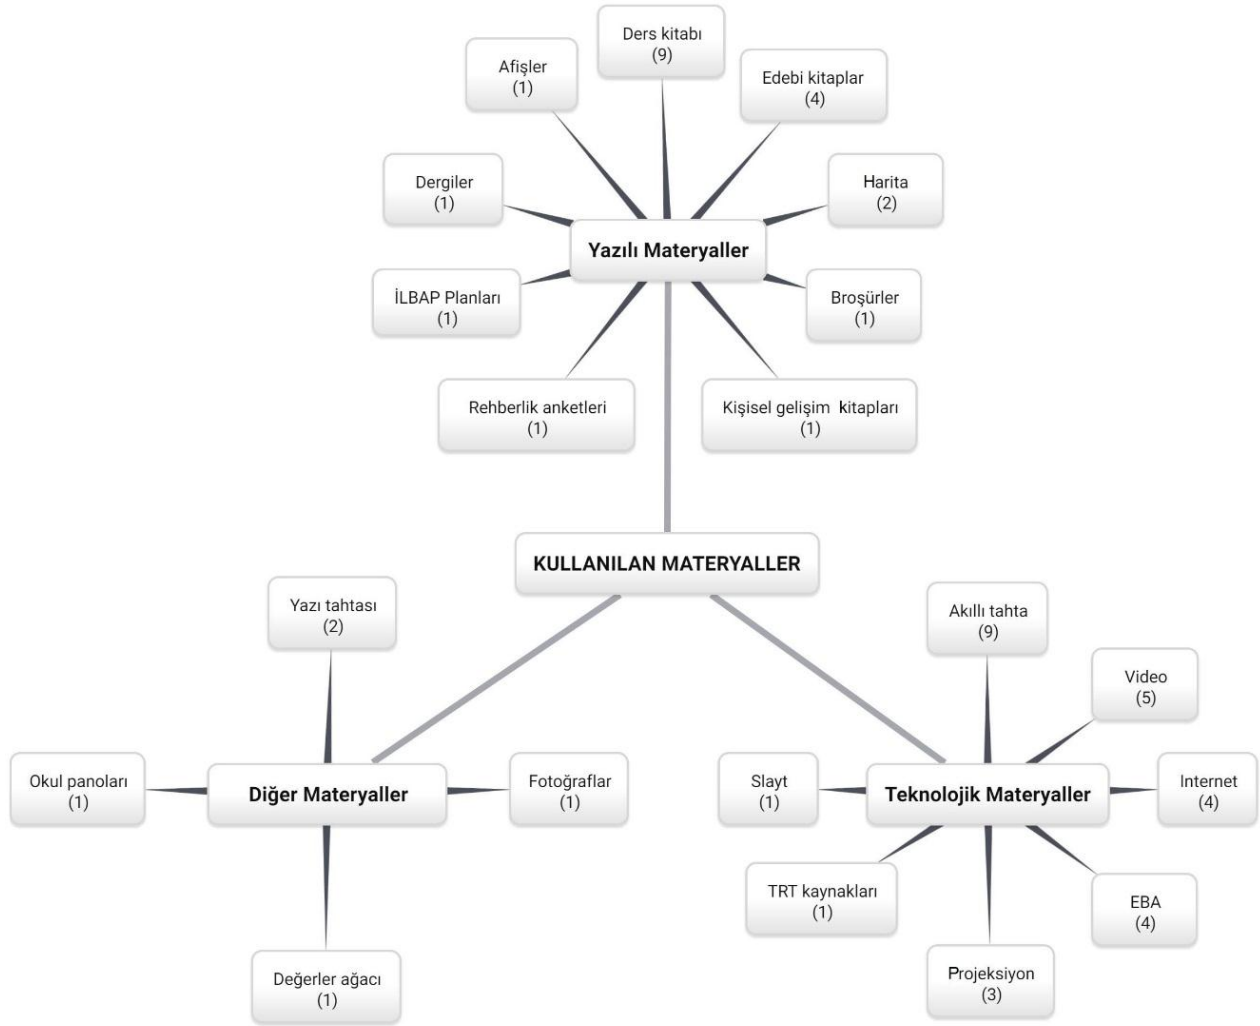 Ders kitabı
(9)
Afişler
(1)
Edebi kitaplar
(4)
Dergiler
(1)
Harita
(2)
Yazılı Materyaller
İLBAP Planları
(1)
Broşürler
(1)
Rehberlik anketleri
(1)
Kişisel gelişim kitapları
(1)
KULLANILAN MATERYALLER
Yazı tahtası
(2)
Okul panoları
(1)
Diğer Materyaller
Fotoğraflar
(1)
Değerler ağacı
(1)
Akıllı tahta
(9)
Video
(5)
Slayt
(1)
Teknolojik Materyaller
Internet
(4)
TRT kaynakları
(1)
EBA
(4)
Projeksiyon
(3)